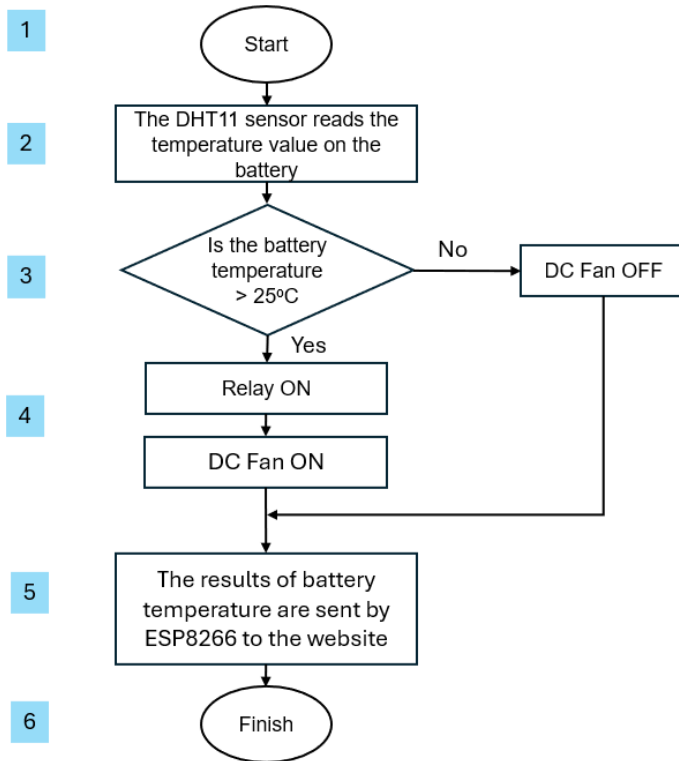 1
Start
2
The DHT11 sensor reads the
temperature value on the
battery
3
Is the battery
temperature
> 25ºC
No
DC Fan OFF
Yes
Relay ON
4
DC Fan ON
5
The results of battery
temperature are sent by
ESP8266 to the website
6
Finish